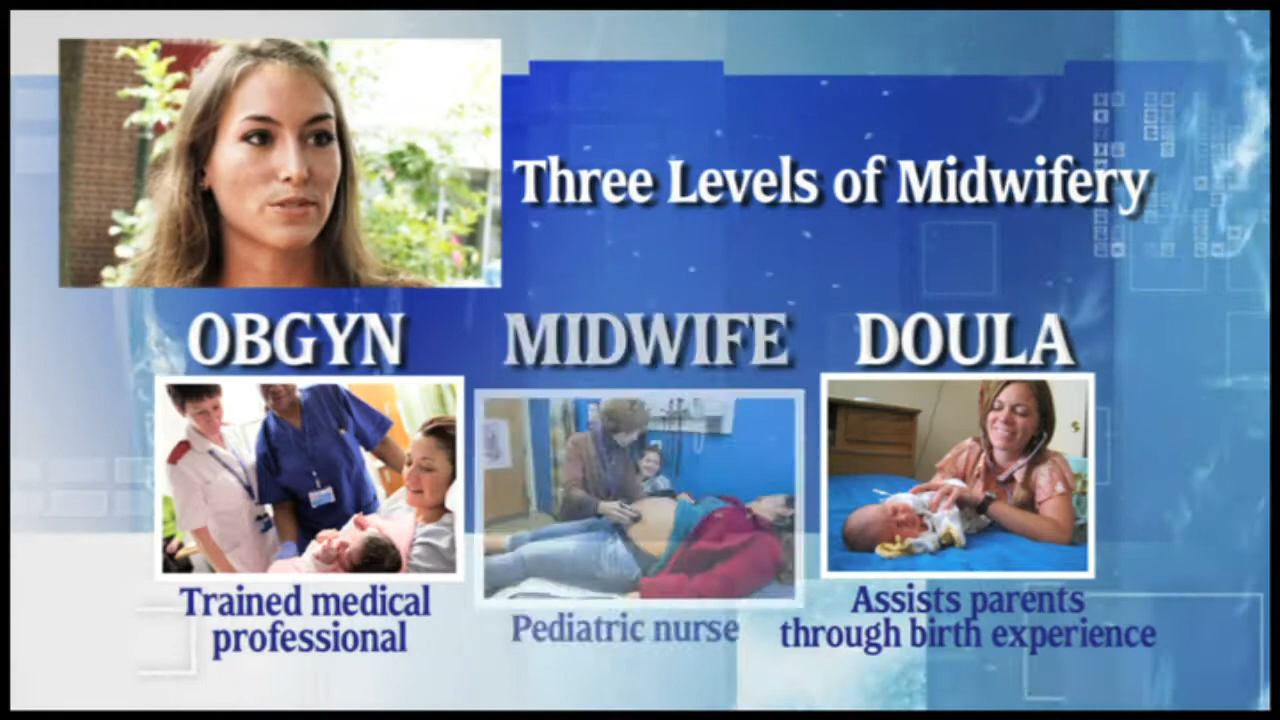 Three Levels of Midwifery
OBGYN
MIDWIFE
DOULA
Trained medical
professional
Pediatric nurse
Assists parents
through birth experience